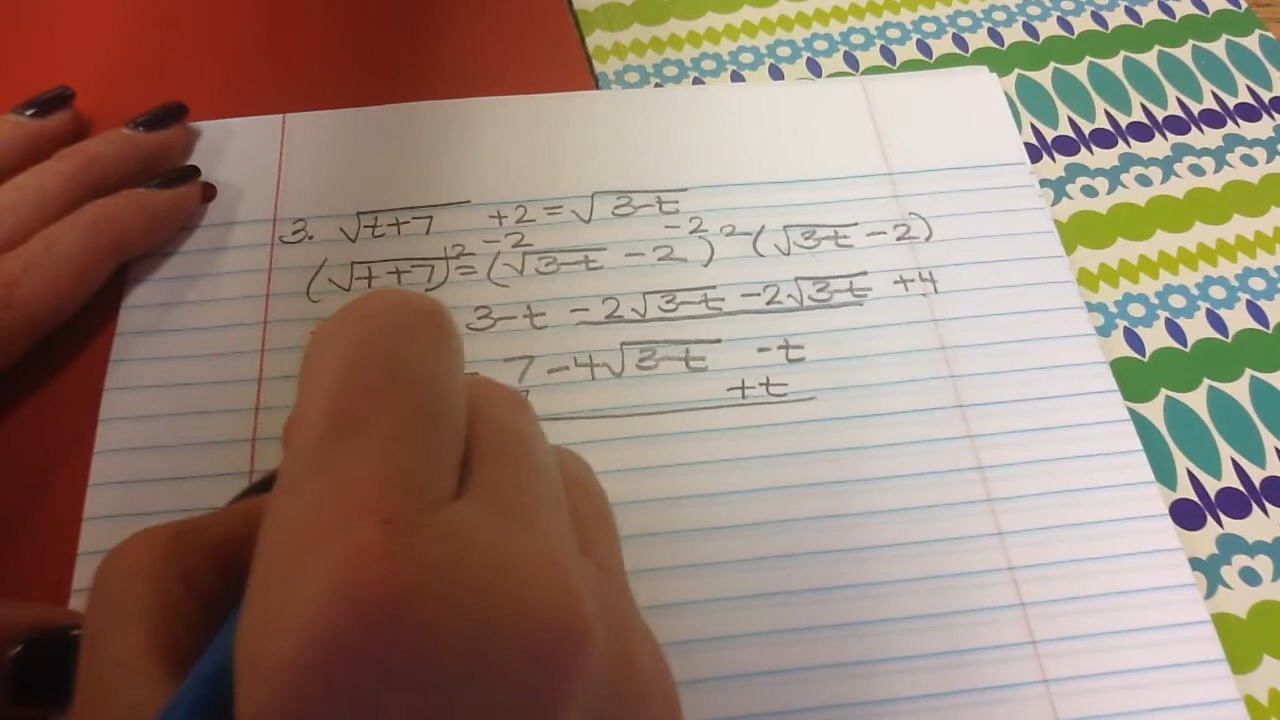 3. √t+7 +2 = √3-t
-2 -2
(√t+7)² = (√3-t -2)² (√3-t -2)
3-t -2√3-t -2√3-t +4
7 -4√3-t -t
+t